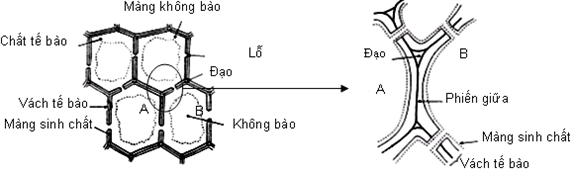 Màng không bào
Chất tế bào
Lỗ
Đạo
Vách tế bào
A
B
Không bào
Màng sinh chất
Đạo
B
A
Phiến giữa
Màng sinh chất
Vách tế bào